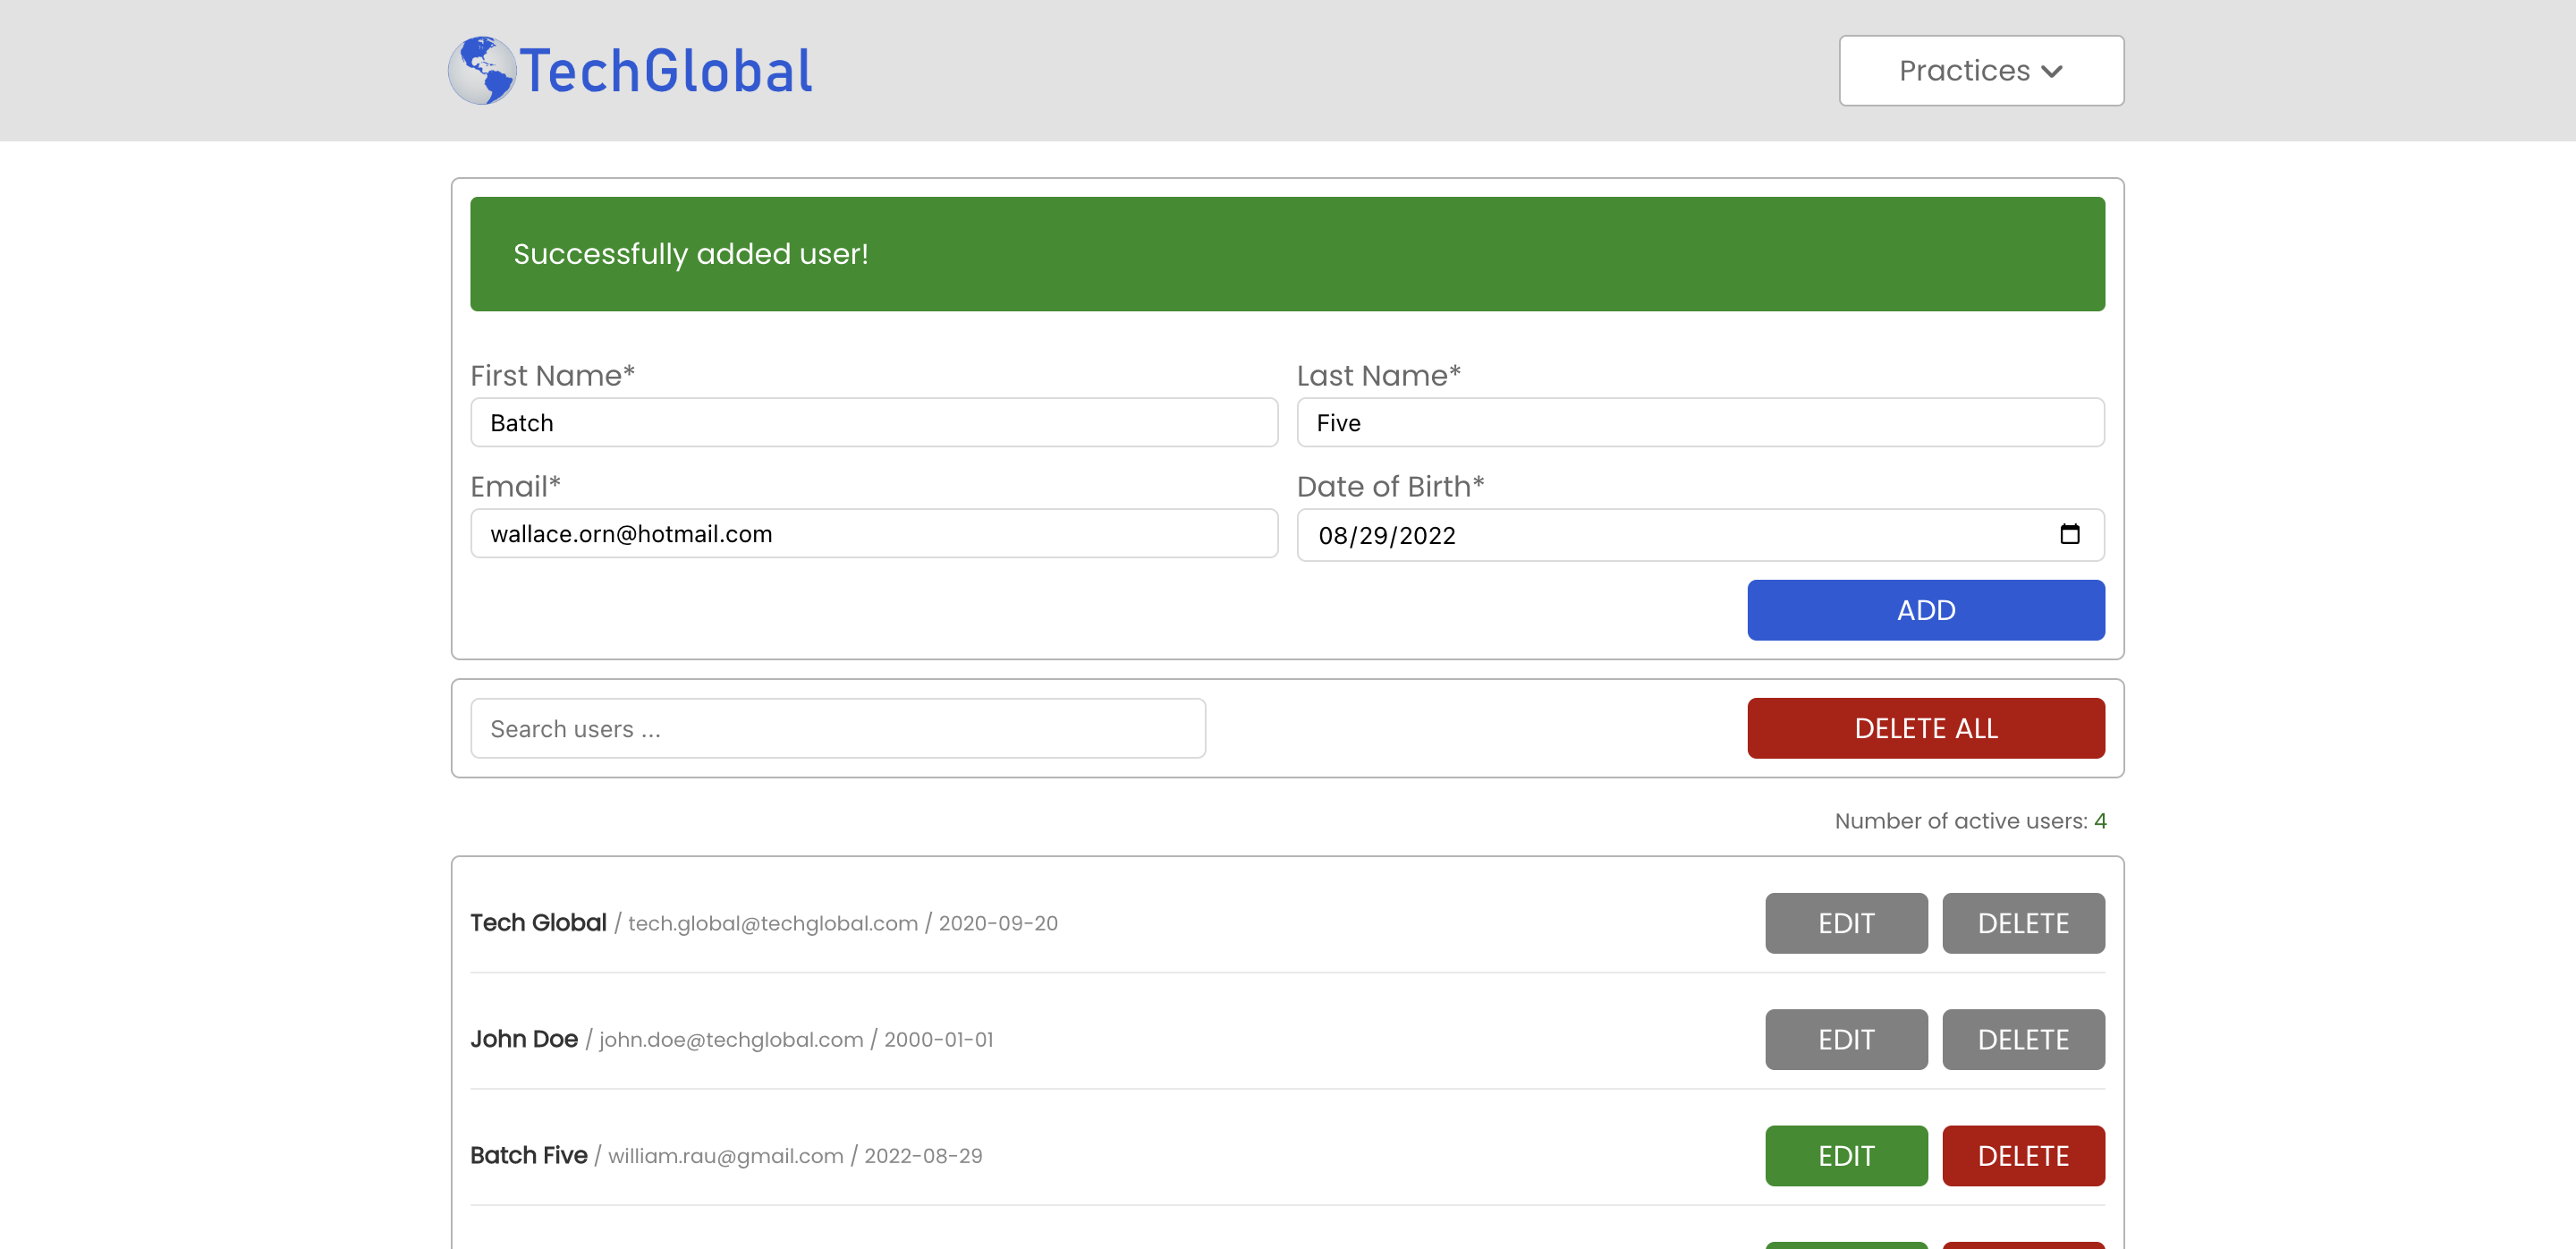 TechGlobal
Practices
Successfully added user!
First Name*
Last Name*
Batch
Five
Email*
Date of Birth*
wallace.orn@hotmail.com
08/29/2022
ADD
Search users ...
DELETE ALL
Number of active users: 4
Tech Global / tech.global@techglobal.com / 2020-09-20
EDIT
DELETE
John Doe / john.doe@techglobal.com / 2000-01-01
EDIT
DELETE
Batch Five / william.rau@gmail.com / 2022-08-29
EDIT
DELETE